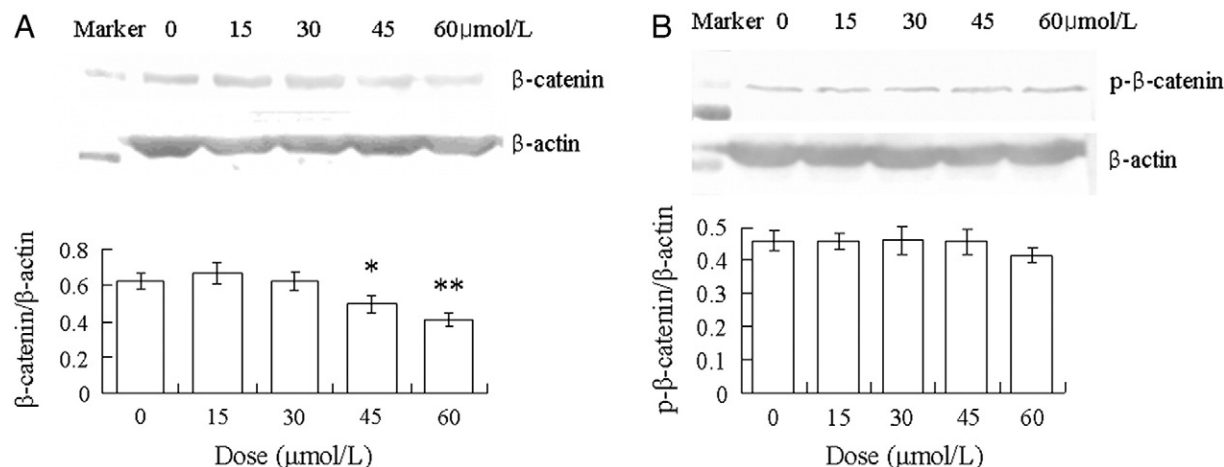 A
Marker 0 15 30 45 60μmol/L
β-catenin
β-actin
β-catenin/β-actin
0.8
0.6
0.4
0.2
0
* **
0 15 30 45 60
Dose (μmol/L)
B
Marker 0 15 30 45 60μmol/L
p-β-catenin
β-actin
p-β-catenin/β-actin
0.5
0.4
0.3
0.2
0.1
0
0 15 30 45 60
Dose (μmol/L)